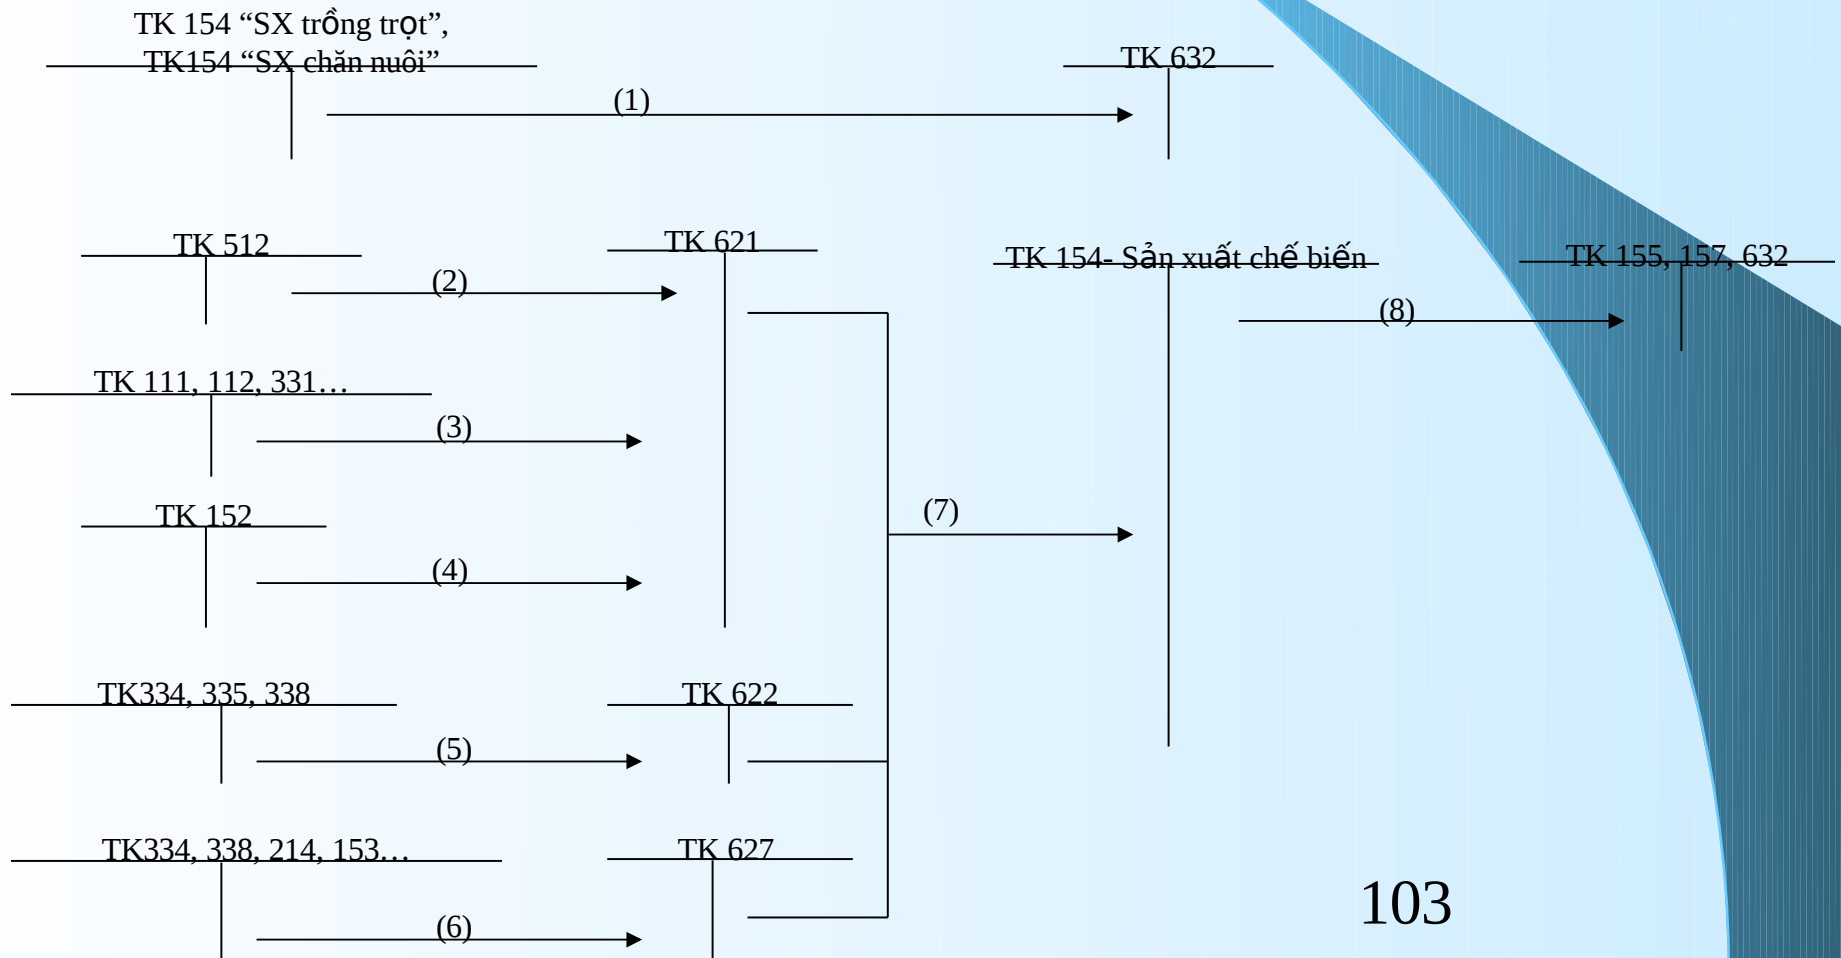 TK 154 “SX trồng trọt”,
TK154 “SX chăn nuôi”
TK 632
(1)
TK 512
TK 621
TK 154- Sản xuất chế biến
TK 155, 157, 632
(2)
(8)
TK 111, 112, 331…
(3)
TK 152
(7)
(4)
TK334, 335, 338
TK 622
(5)
TK334, 338, 214, 153…
TK 627
103
(6)